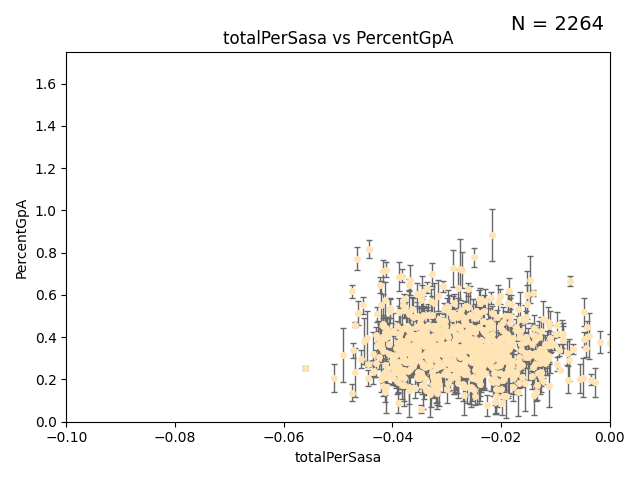 N = 2264
totalPerSasa vs PercentGpA
PercentGpA
1.6
1.4
1.2
1.0
0.8
0.6
0.4
0.2
0.0
−0.10 −0.08 −0.06 −0.04 −0.02 0.00
totalPerSasa